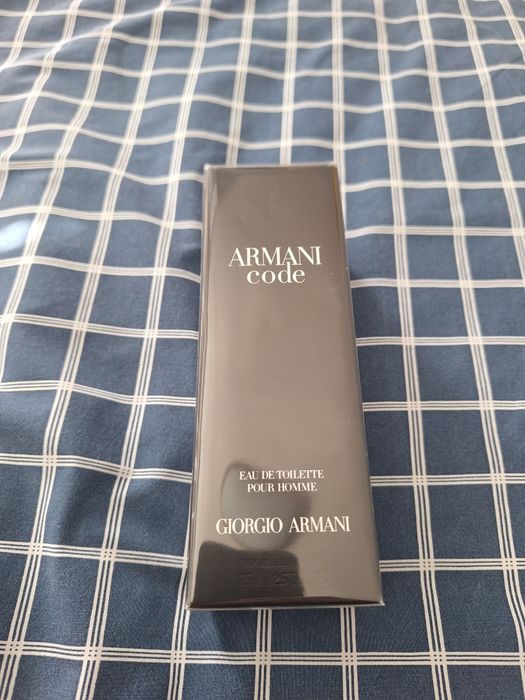 ARMANI
code
EAU DE TOILETTE
POUR HOMME
GIORGIO ARMANI